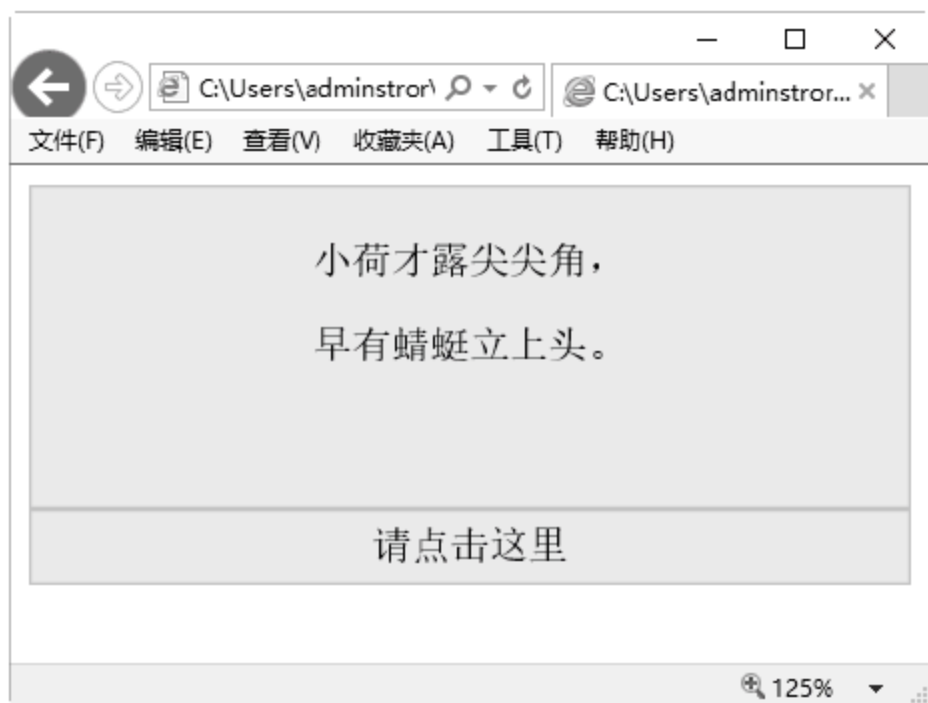 C:\Users\adminstror\
C:\Users\adminstror...
文件(F) 编辑(E) 查看(V) 收藏夹(A) 工具(T) 帮助(H)
小荷才露尖尖角，
早有蜻蜓立上头。
请点击这里
125%